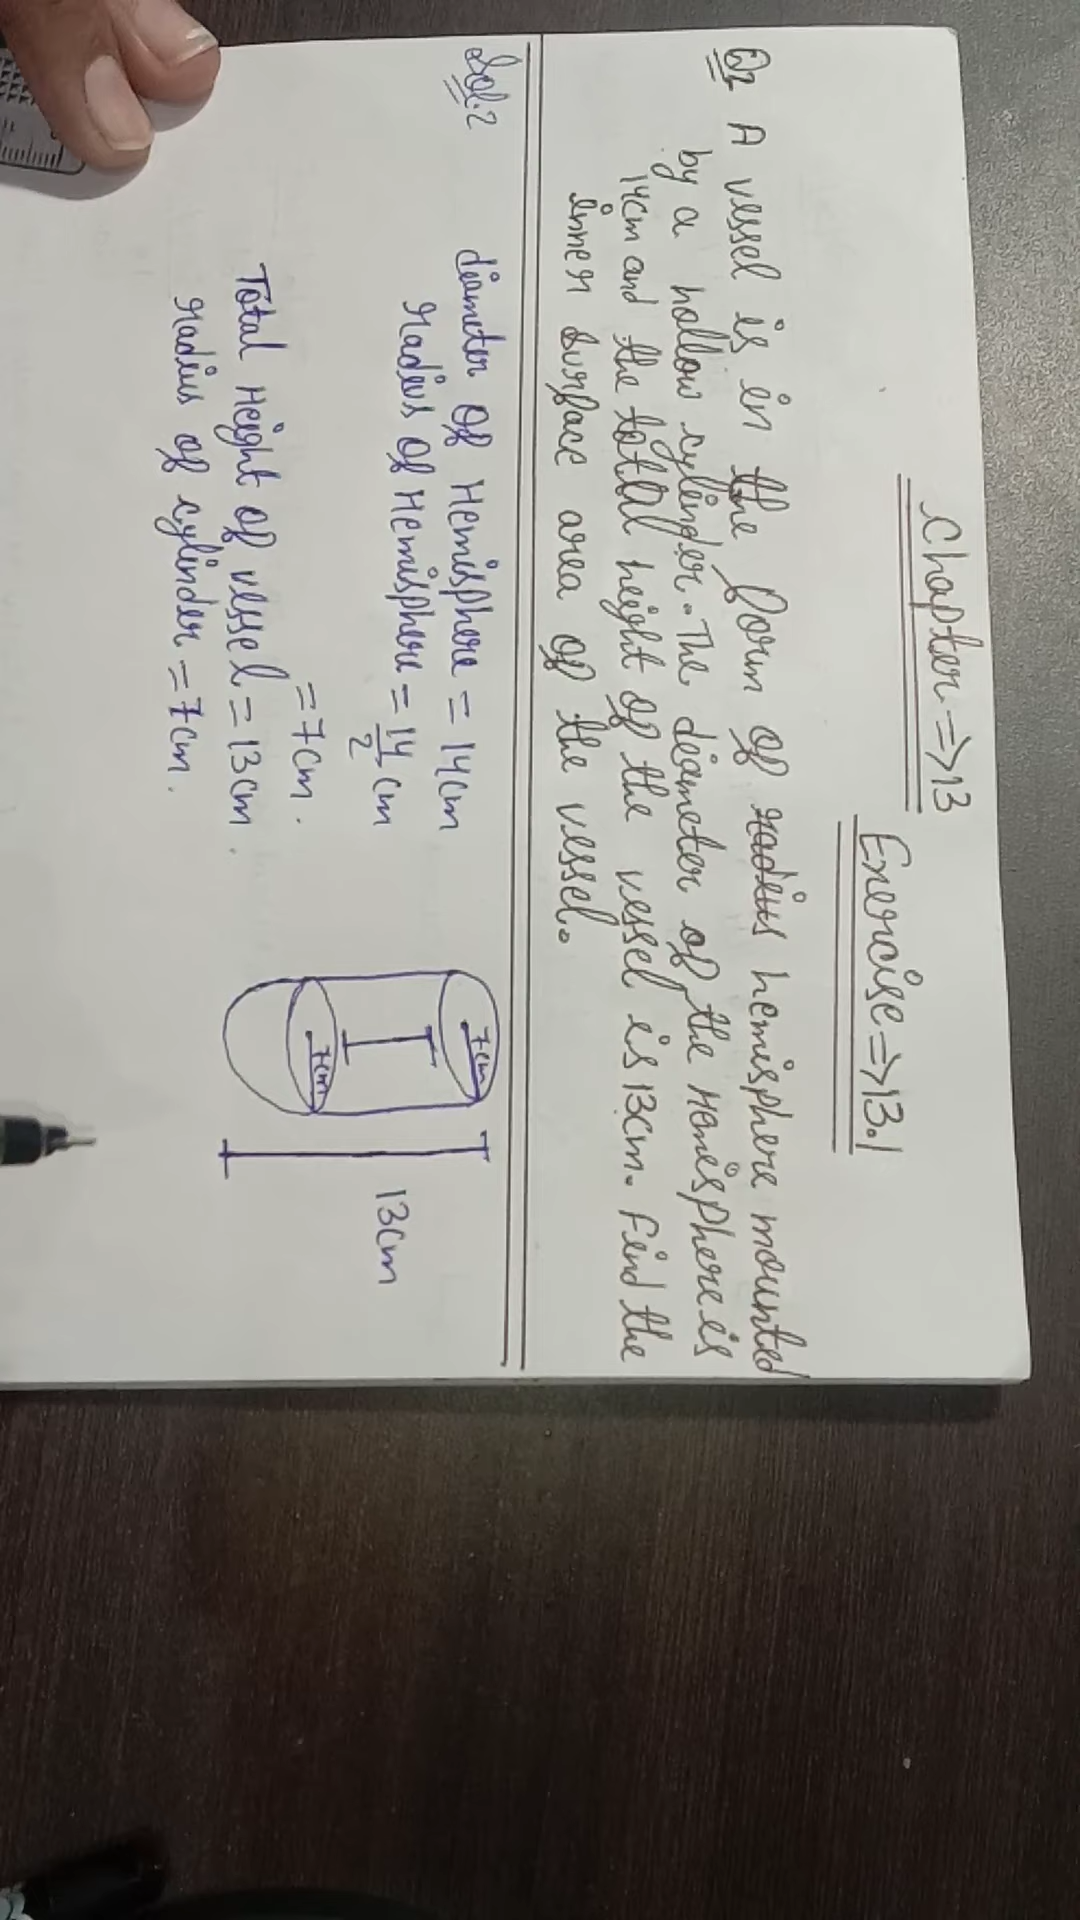 Chapter => 13
Exercise => 13.1
Q2 A vessel is in the form of radius hemisphere mounted
by a hollow cylinder. The diameter of the Hemisphere is
14cm and the total height of the vessel is 13cm. Find the
inner surface area of the vessel.
Sol. 2
diameter of Hemisphere = 14cm
radius of Hemisphere = 14/2 cm
= 7cm.
Total Height of vessel = 13cm.
radius of cylinder = 7cm.
7cm
7cm
13cm